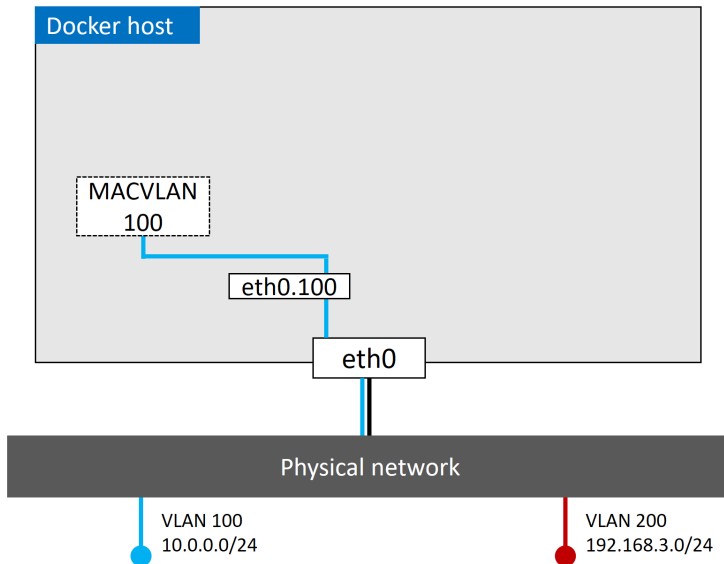 Docker host
MACVLAN
100
eth0.100
eth0
Physical network
VLAN 100
10.0.0.0/24
VLAN 200
192.168.3.0/24